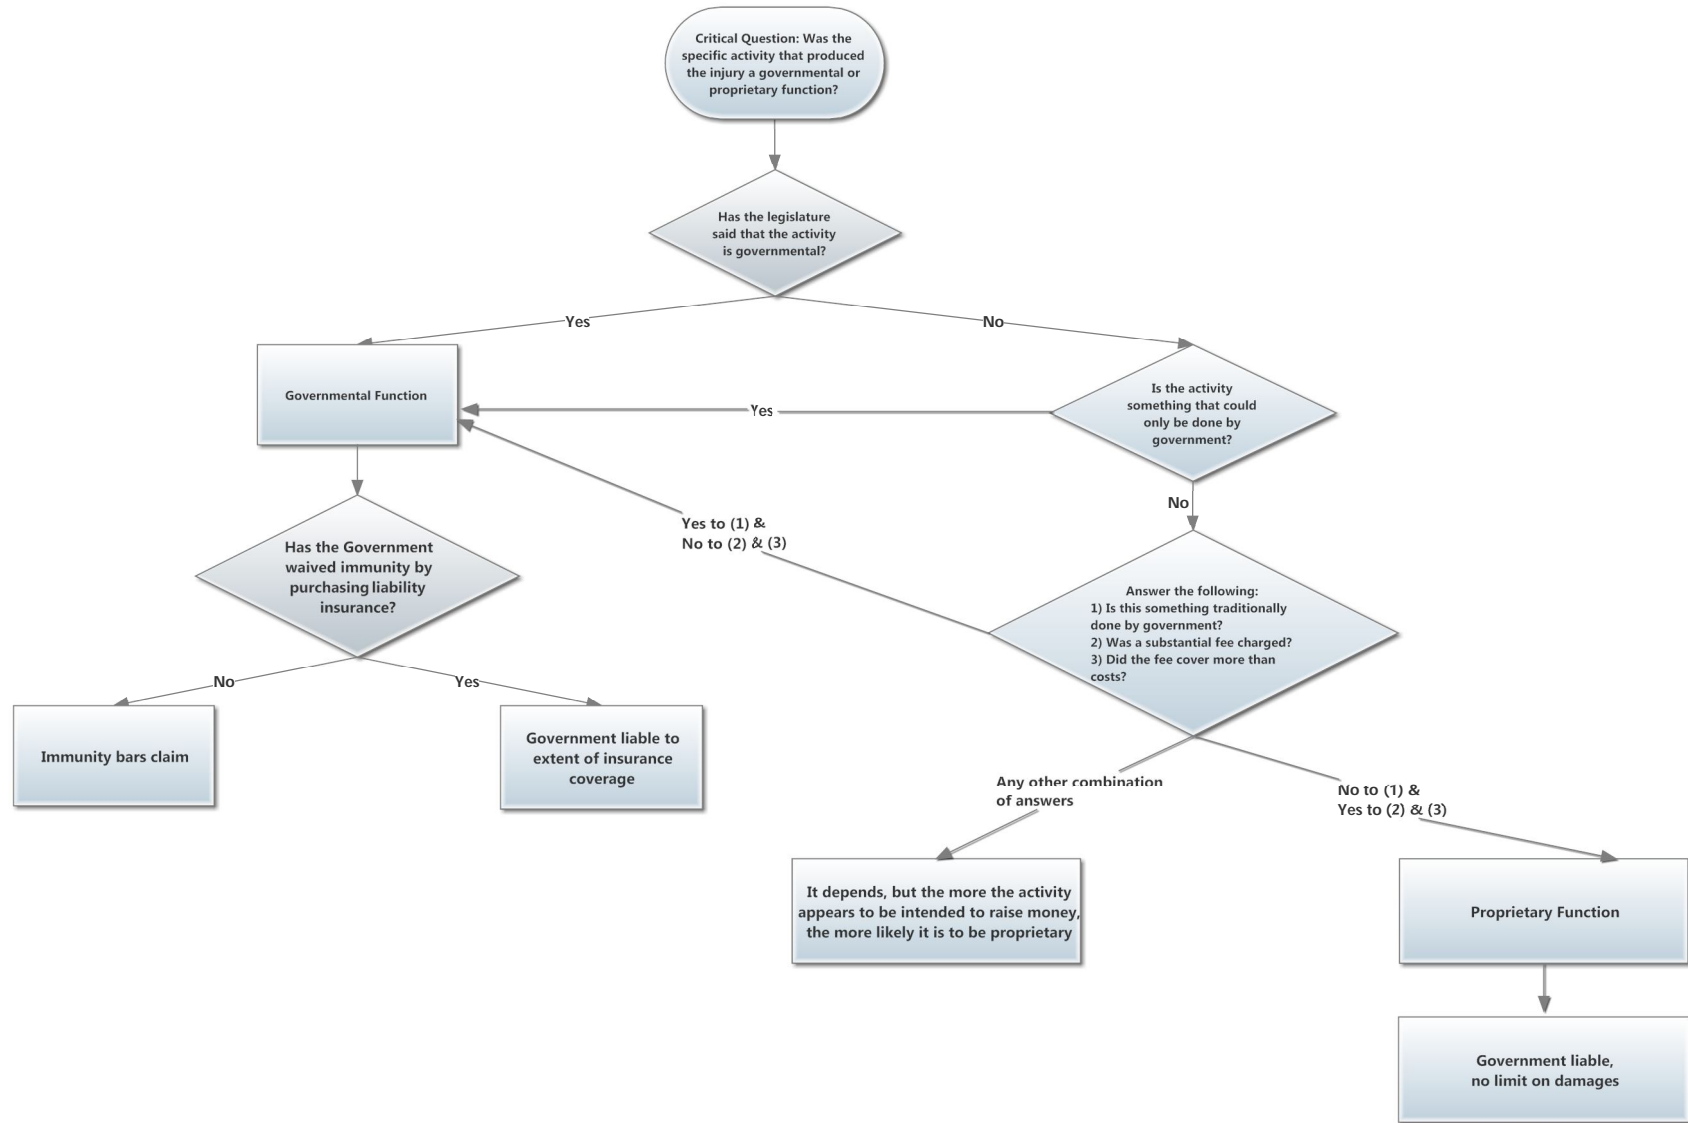 Critical Question: Was the
specific activity that produced
the injury a governmental or
proprietary function?
Has the legislature
said that the activity
is governmental?
Yes
No
Governmental Function
Is the activity
something that could
only be done by
government?
Yes
No
Yes to (1) &
No to (2) & (3)
Has the Government
waived immunity by
purchasing liability
insurance?
Answer the following:
1) Is this something traditionally
done by government?
2) Was a substantial fee charged?
3) Did the fee cover more than
costs?
No
Yes
Immunity bars claim
Government liable to
extent of insurance
coverage
Any other combination
of answers
No to (1) &
Yes to (2) & (3)
It depends, but the more the activity
appears to be intended to raise money,
the more likely it is to be proprietary
Proprietary Function
Government liable,
no limit on damages